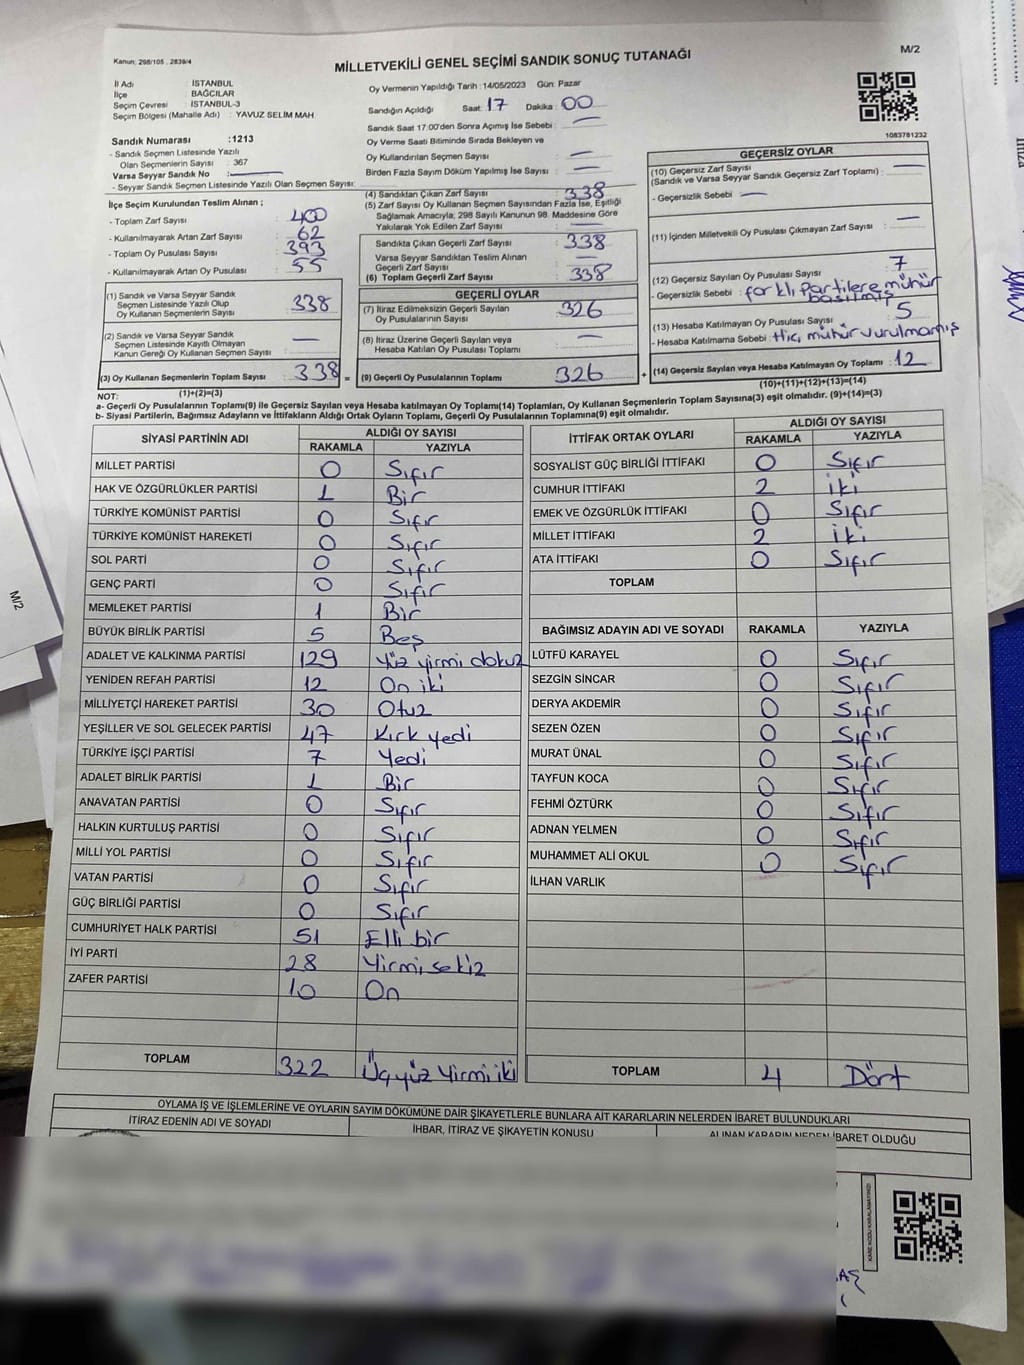 Kanun: 298/105 , 2839/4
MİLLETVEKİLİ GENEL SEÇİMİ SANDIK SONUÇ TUTANAĞI
M/2
İl Adı : İSTANBUL
İlçe : BAĞCILAR
Seçim Çevresi : İSTANBUL-3
Seçim Bölgesi (Mahalle Adı) : YAVUZ SELİM MAH
Oy Vermenin Yapıldığı Tarih : 14/05/2023 Gün: Pazar
Sandığın Açıldığı Saat: 17 Dakika : 00
Sandık Saat 17:00'den Sonra Açılmış İse Sebebi : —
Oy Verme Saati Bitiminde Sırada Bekleyen ve
Oy Kullandırılan Seçmen Sayısı : —
Birden Fazla Sayım Döküm Yapılmış İse Sayısı : —
1083781232
Sandık Numarası :1213
- Sandık Seçmen Listesinde Yazılı
Olan Seçmenlerin Sayısı : 367
Varsa Seyyar Sandık No : —
- Seyyar Sandık Seçmen Listesinde Yazılı Olan Seçmen Sayısı:
İlçe Seçim Kurulundan Teslim Alınan ;
- Toplam Zarf Sayısı : 400
- Kullanılmayarak Artan Zarf Sayısı : 62
- Toplam Oy Pusulası Sayısı : 393
- Kullanılmayarak Artan Oy Pusulası : 55
(1) Sandık ve Varsa Seyyar Sandık
Seçmen Listesinde Yazılı Olup
Oy Kullanan Seçmenlerin Sayısı : 338
(2) Sandık ve Varsa Seyyar Sandık
Seçmen Listesinde Kayıtlı Olmayan
Kanun Gereği Oy Kullanan Seçmen Sayısı : —
(3) Oy Kullanan Seçmenlerin Toplam Sayısı : 338 =
(1)+(2)=(3)
(4) Sandıktan Çıkan Zarf Sayısı : 338
(5) Zarf Sayısı Oy Kullanan Seçmen Sayısından Fazla İse, Eşitliği
Sağlamak Amacıyla; 298 Sayılı Kanunun 98. Maddesine Göre
Yakılarak Yok Edilen Zarf Sayısı :
Sandıkta Çıkan Geçerli Zarf Sayısı : 338
Varsa Seyyar Sandıktan Teslim Alınan
Geçerli Zarf Sayısı : —
(6) Toplam Geçerli Zarf Sayısı : 338
GEÇERLİ OYLAR
(7) İtiraz Edilmeksizin Geçerli Sayılan
Oy Pusulalarının Sayısı : 326
(8) İtiraz Üzerine Geçerli Sayılan veya
Hesaba Katılan Oy Pusulası Toplamı : —
(9) Geçerli Oy Pusulalarının Toplamı : 326 +
GEÇERSİZ OYLAR
(10) Geçersiz Zarf Sayısı
(Sandık ve Varsa Seyyar Sandık Geçersiz Zarf Toplamı) : —
- Geçersizlik Sebebi : —
(11) İçinden Milletvekili Oy Pusulası Çıkmayan Zarf Sayısı : —
(12) Geçersiz Sayılan Oy Pusulası Sayısı : 7
- Geçersizlik Sebebi : farklı partilere mühür
basılmış
(13) Hesaba Katılmayan Oy Pusulası Sayısı : 5
- Hesaba Katılmama Sebebi : Hiç mühür vurulmamış
(14) Geçersiz Sayılan veya Hesaba Katılmayan Oy Toplamı : 12
(10)+(11)+(12)+(13)=(14)
NOT:
a- Geçerli Oy Pusulalarının Toplamı(9) ile Geçersiz Sayılan veya Hesaba katılmayan Oy Toplamı(14) Toplamları, Oy Kullanan Seçmenlerin Toplam Sayısına(3) eşit olmalıdır. (9)+(14)=(3)
b- Siyasi Partilerin, Bağımsız Adayların ve İttifakların Aldığı Ortak Oyların Toplamı, Geçerli Oy Pusulalarının Toplamına(9) eşit olmalıdır.
SİYASİ PARTİNİN ADI ALDIĞI OY SAYISI
RAKAMLA YAZIYLA
MİLLET PARTİSİ 0 Sıfır
HAK VE ÖZGÜRLÜKLER PARTİSİ 1 Bir
TÜRKİYE KOMÜNİST PARTİSİ 0 Sıfır
TÜRKİYE KOMÜNİST HAREKETİ 0 Sıfır
SOL PARTİ 0 Sıfır
GENÇ PARTİ 0 Sıfır
MEMLEKET PARTİSİ 1 Bir
BÜYÜK BİRLİK PARTİSİ 5 Beş
ADALET VE KALKINMA PARTİSİ 129 Yüz yirmi dokuz
YENİDEN REFAH PARTİSİ 12 On iki
MİLLİYETÇİ HAREKET PARTİSİ 30 Otuz
YEŞİLLER VE SOL GELECEK PARTİSİ 47 Kırk yedi
TÜRKİYE İŞÇİ PARTİSİ 7 Yedi
ADALET BİRLİK PARTİSİ 1 Bir
ANAVATAN PARTİSİ 0 Sıfır
HALKIN KURTULUŞ PARTİSİ 0 Sıfır
MİLLİ YOL PARTİSİ 0 Sıfır
VATAN PARTİSİ 0 Sıfır
GÜÇ BİRLİĞİ PARTİSİ 0 Sıfır
CUMHURİYET HALK PARTİSİ 51 Elli bir
İYİ PARTİ 28 Yirmi sekiz
ZAFER PARTİSİ 10 On
TOPLAM 322 Üç yüz Yirmi iki
İTTİFAK ORTAK OYLARI ALDIĞI OY SAYISI
RAKAMLA YAZIYLA
SOSYALİST GÜÇ BİRLİĞİ İTTİFAKI 0 Sıfır
CUMHUR İTTİFAKI 2 iki
EMEK VE ÖZGÜRLÜK İTTİFAKI 0 Sıfır
MİLLET İTTİFAKI 2 iki
ATA İTTİFAKI 0 Sıfır
TOPLAM
BAĞIMSIZ ADAYIN ADI VE SOYADI RAKAMLA YAZIYLA
LÜTFÜ KARAYEL 0 Sıfır
SEZGİN SİNCAR 0 Sıfır
DERYA AKDEMİR 0 Sıfır
SEZEN ÖZEN 0 Sıfır
MURAT ÜNAL 0 Sıfır
TAYFUN KOCA 0 Sıfır
FEHMİ ÖZTÜRK 0 Sıfır
ADNAN YELMEN 0 Sıfır
MUHAMMET ALİ OKUL 0 Sıfır
İLHAN VARLIK
TOPLAM 4 Dört
OYLAMA İŞ VE İŞLEMLERİNE VE OYLARIN SAYIM DÖKÜMÜNE DAİR ŞİKAYETLERLE BUNLARA AİT KARARLARIN NELERDEN İBARET BULUNDUKLARI
İTİRAZ EDENİN ADI VE SOYADI İHBAR, İTİRAZ VE ŞİKAYETİN KONUSU ALINAN KARARIN NEDEN İBARET OLDUĞU
KARE KODU KARALAMAYINIZ!
M/2